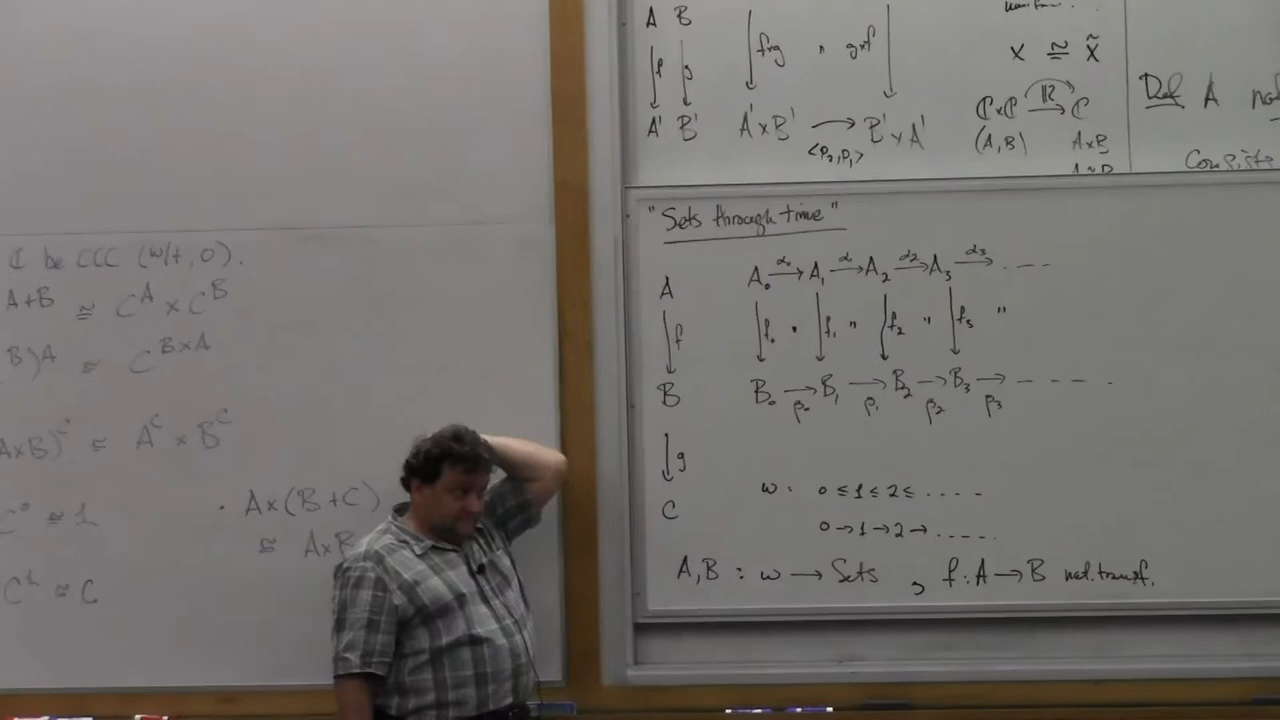 ℂ be CCC (w/+, 0).
A+B ≅ C^A × C^B
B)^A ≅ C^{B×A}
A×B)^C ≅ A^C × B^C
C^0 ≅ 1
C^1 ≅ C
· A×(B+C)
≅ A×B
A B
f g f×g " g×f
A' B' A'×B' → B'×A'
<p₂,p₁>
X ≅ X̃
ℂ×ℂ → ℂ
(A,B) A×B
Def A
"Sets through time"
A A₀ →α₀ A₁ →α₁ A₂ →α₂ A₃ →α₃ ....
f f₀ " f₁ " f₂ " f₃ "
B B₀ →β₀ B₁ →β₁ B₂ →β₂ B₃ →β₃ - - - - .
g
C
ω: 0 ≤ 1 ≤ 2 ≤ .....
0 → 1 → 2 → .....
A, B : ω → Sets , f: A → B nat. transf.